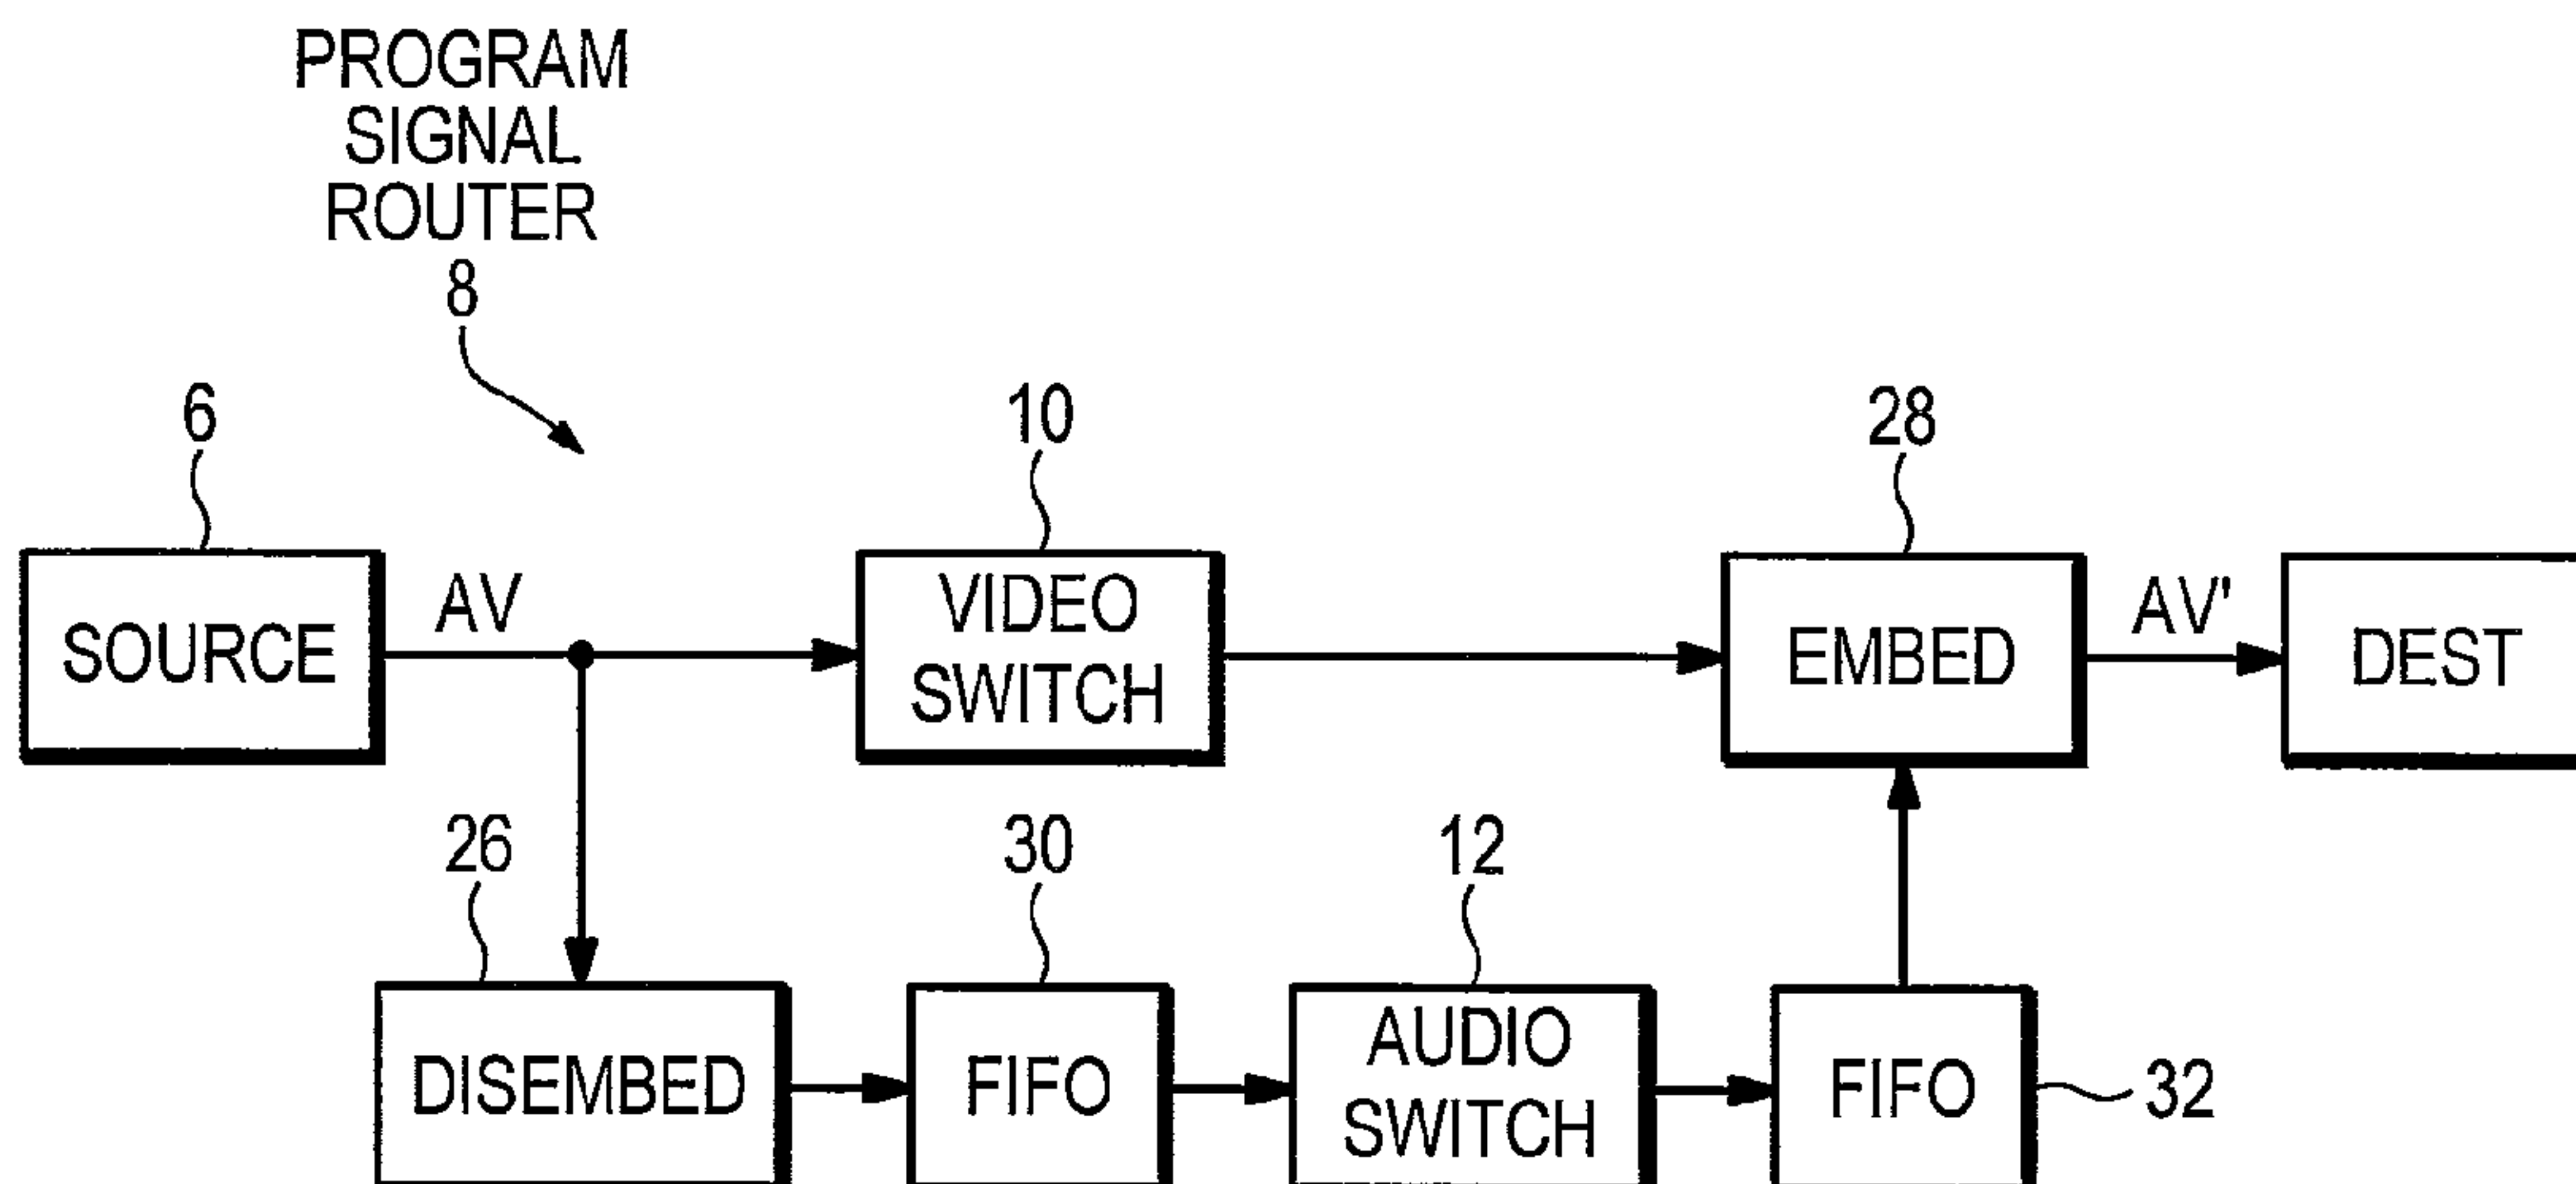 PROGRAM
SIGNAL
ROUTER
8
6
10
28
SOURCE
AV
VIDEO
SWITCH
EMBED
AV'
DEST
26
30
12
DISEMBED
FIFO
AUDIO
SWITCH
FIFO
32